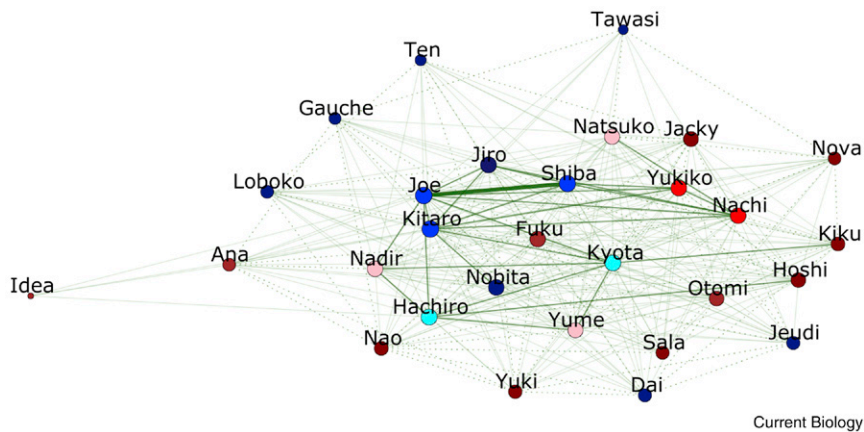 Tawasi
Ten
Gauche
Natsuko
Jacky
Nova
Jiro
Shiba
Yukiko
Loboko
Joe
Nachi
Kitaro
Fuku
Kiku
Ana
Nadir
Kyota
Hoshi
Idea
Nobita
Otomi
Hachiro
Yume
Nao
Sala
Jeudi
Yuki
Dai
Current Biology